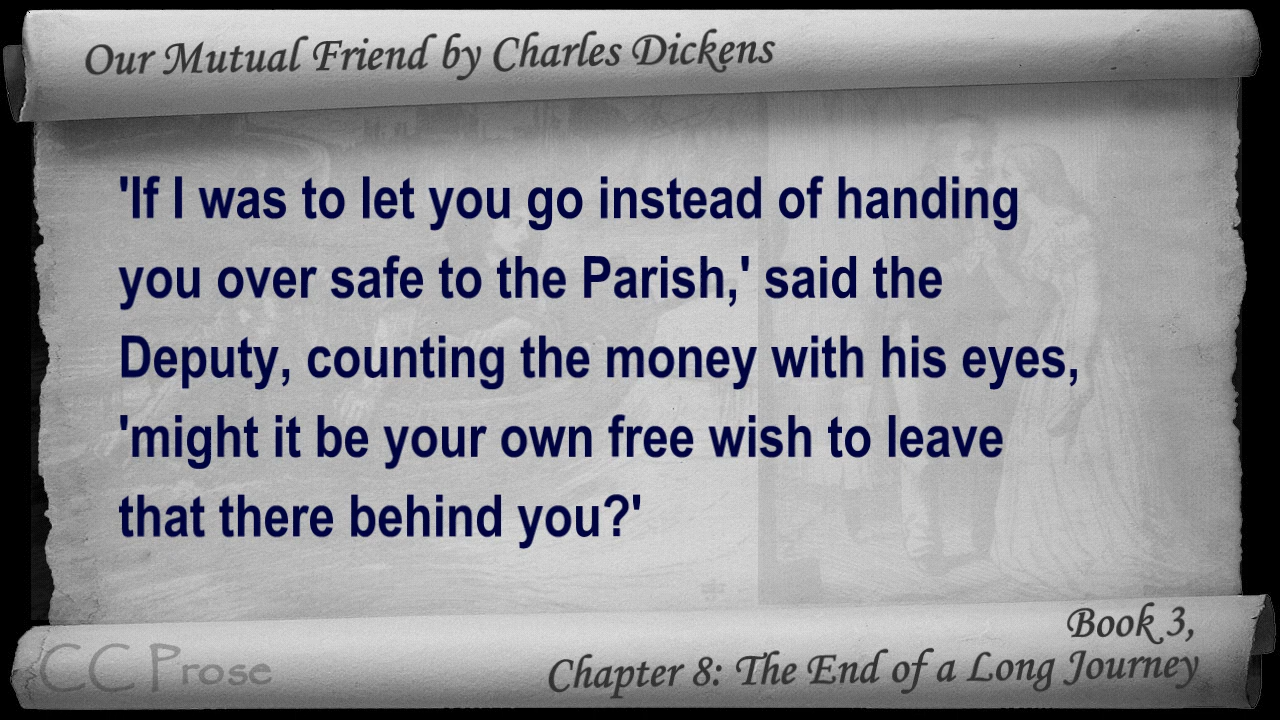 Our Mutual Friend by Charles Dickens
'If I was to let you go instead of handing
you over safe to the Parish,' said the
Deputy, counting the money with his eyes,
'might it be your own free wish to leave
that there behind you?'
Book 3,
Chapter 8: The End of a Long Journey
CC Prose